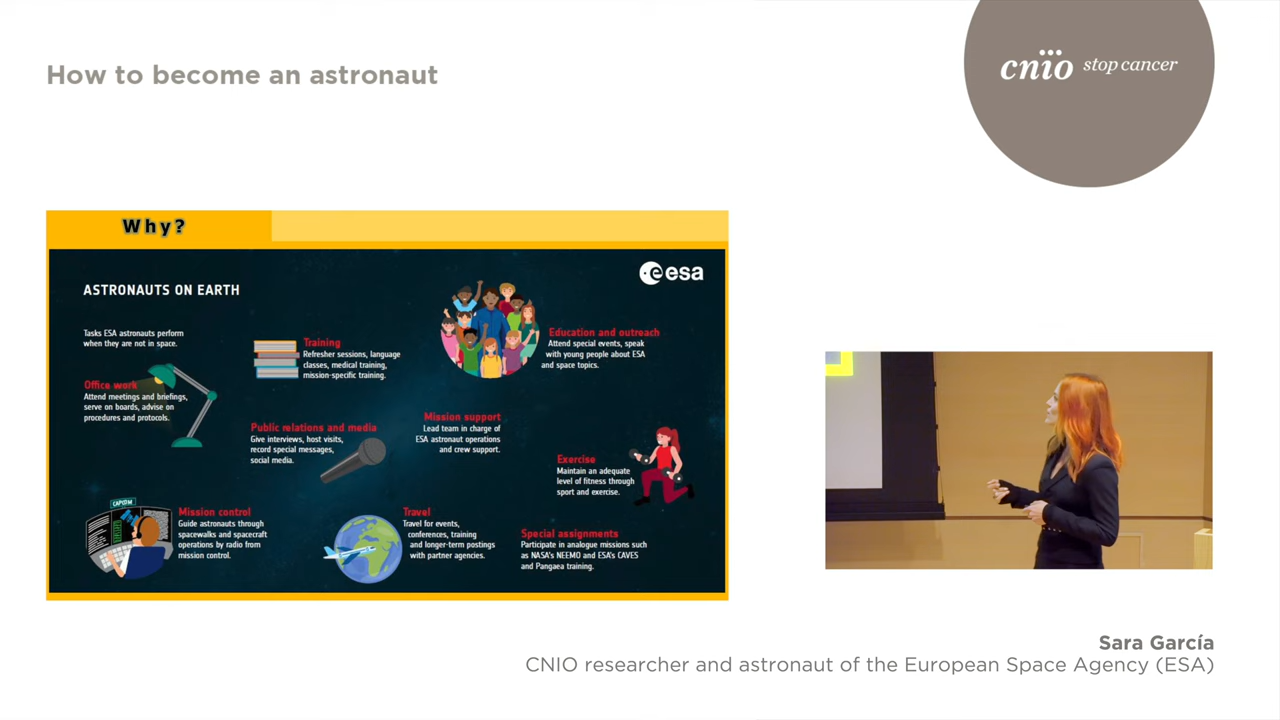 How to become an astronaut
cnio stop cancer
Why?
esa
ASTRONAUTS ON EARTH
Tasks ESA astronauts perform
when they are not in space.
Training
Refresher sessions, language
classes, medical training,
mission-specific training.
Education and outreach
Attend special events, speak
with young people about ESA
and space topics.
Office work
Attend meetings and briefings,
serve on boards, advise on
procedures and protocols.
Public relations and media
Give interviews, host visits,
record special messages,
social media.
Mission support
Lead team in charge of
ESA astronaut operations
and crew support.
Exercise
Maintain an adequate
level of fitness through
sport and exercise.
CAPCOM
Mission control
Guide astronauts through
spacewalks and spacecraft
operations by radio from
mission control.
Travel
Travel for events,
conferences, training
and longer-term postings
with partner agencies.
Special assignments
Participate in analogue missions such
as NASA's NEEMO and ESA's CAVES
and Pangaea training.
Sara García
CNIO researcher and astronaut of the European Space Agency (ESA)